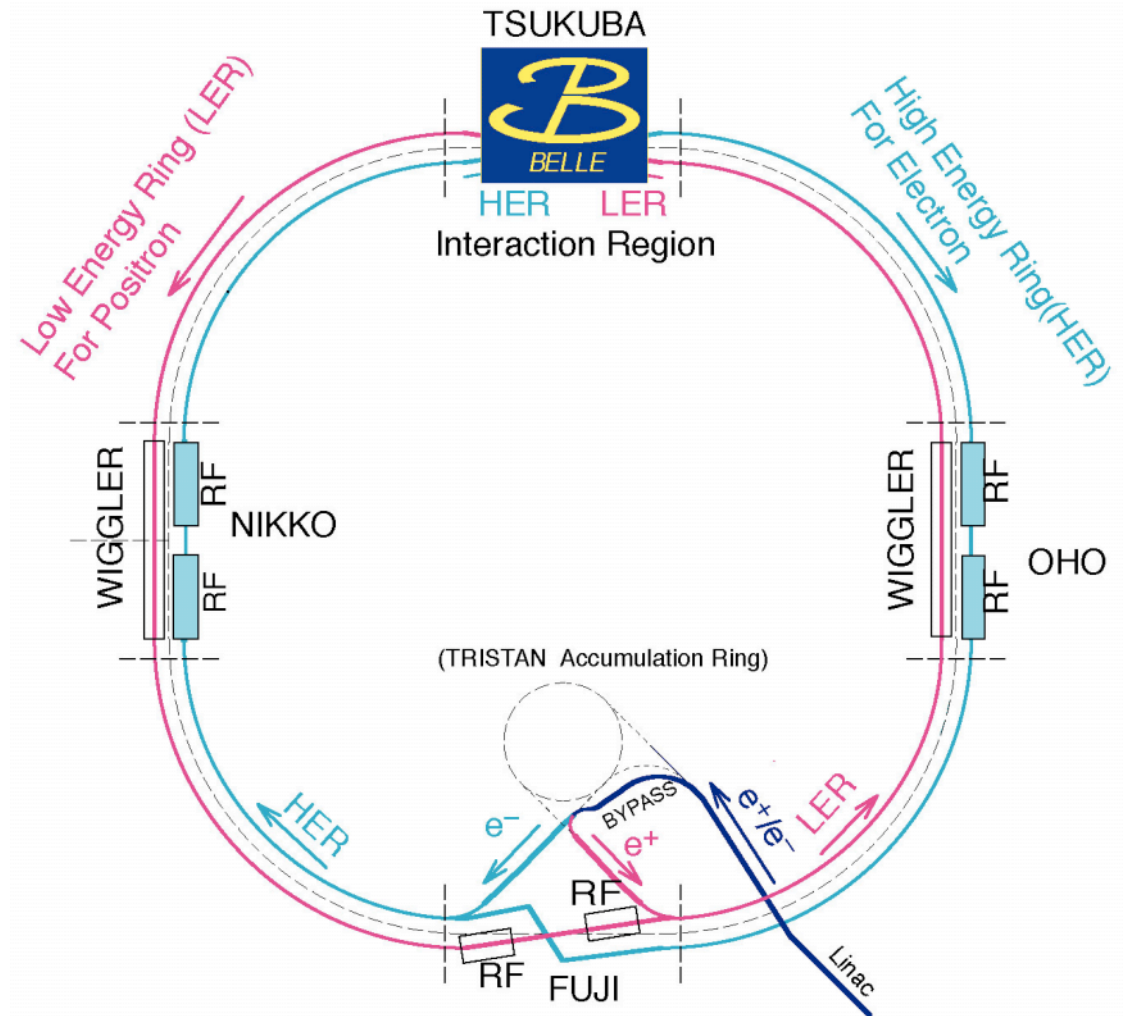 TSUKUBA
B
BELLE
HER
LER
Interaction Region
Low Energy Ring (LER)
For Positron
High Energy Ring(HER)
For Electron
WIGGLER
RF
RF
NIKKO
WIGGLER
RF
RF
OHO
(TRISTAN Accumulation Ring)
HER
e−
BYPASS
e+
e+/e−
LER
RF
RF
FUJI
Linac